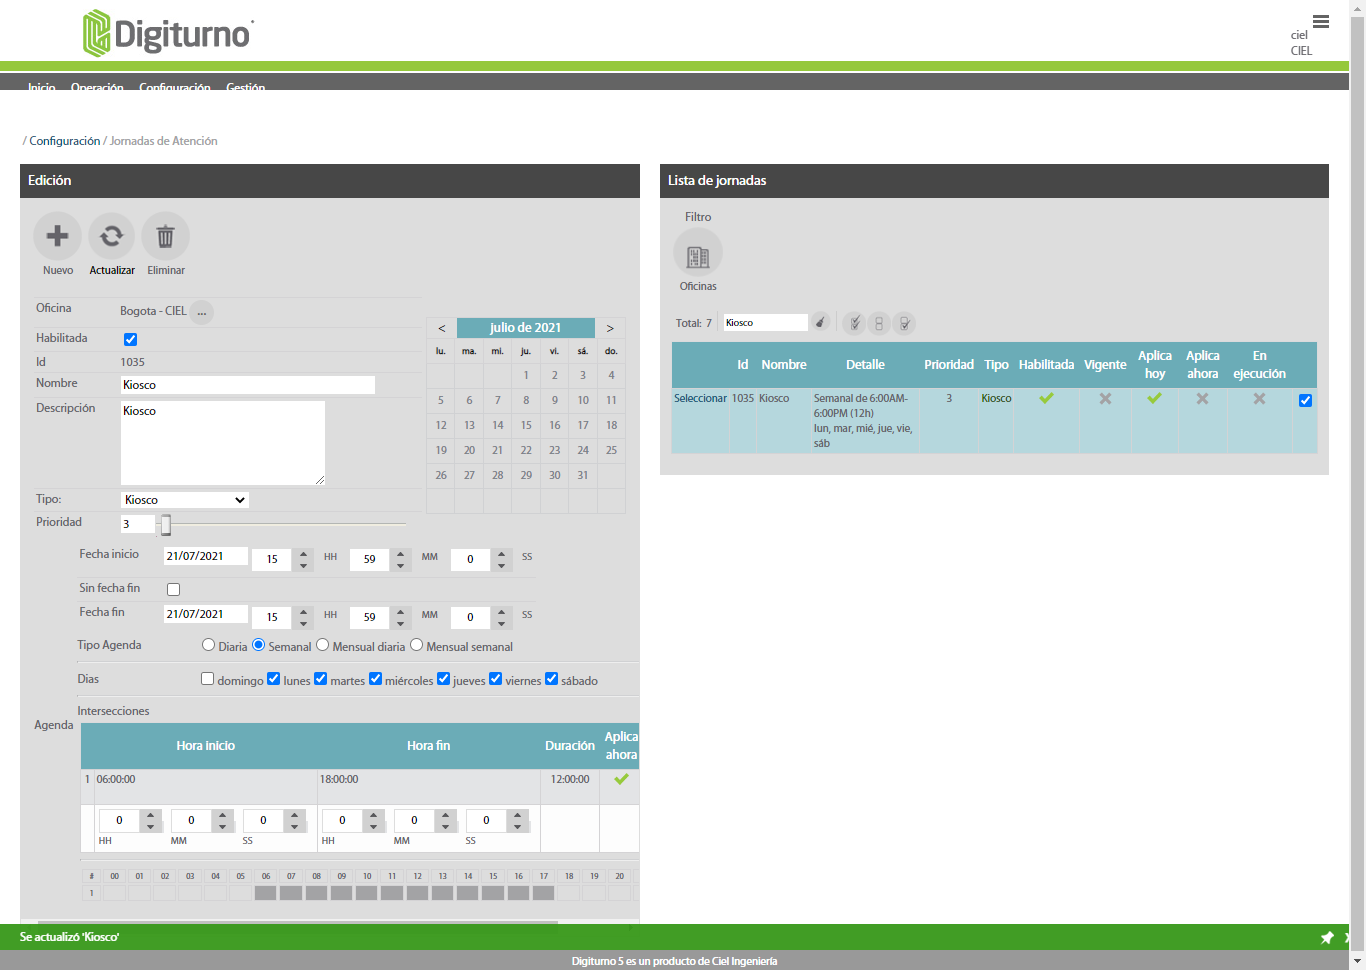 Digiturno
ciel
CIEL
Inicio Operación Configuración Gestión
/ Configuración / Jornadas de Atención
Edición
Nuevo Actualizar Eliminar
Oficina Bogota - CIEL ...
Habilitada
Id 1035
Nombre Kiosco
Descripción Kiosco
Tipo: Kiosco
Prioridad 3
< julio de 2021 >
lu. ma. mi. ju. vi. sá. do.
1 2 3 4
5 6 7 8 9 10 11
12 13 14 15 16 17 18
19 20 21 22 23 24 25
26 27 28 29 30 31
Fecha inicio 21/07/2021 15 HH 59 MM 0 SS
Sin fecha fin
Fecha fin 21/07/2021 15 HH 59 MM 0 SS
Tipo Agenda Diaria Semanal Mensual diaria Mensual semanal
Dias domingo lunes martes miércoles jueves viernes sábado
Intersecciones
Agenda
Hora inicio Hora fin Duración Aplica ahora
1 06:00:00 18:00:00 12:00:00
0 0 0 0 0 0
HH MM SS HH MM SS
# 00 01 02 03 04 05 06 07 08 09 10 11 12 13 14 15 16 17 18 19 20
1
Lista de jornadas
Filtro
Oficinas
Total: 7 Kiosco
Id Nombre Detalle Prioridad Tipo Habilitada Vigente Aplica hoy Aplica ahora En ejecución
Seleccionar 1035 Kiosco Semanal de 6:00AM- 3 Kiosco
6:00PM (12h)
lun, mar, mié, jue, vie,
sáb
Se actualizó 'Kiosco'
Digiturno 5 es un producto de Ciel Ingeniería